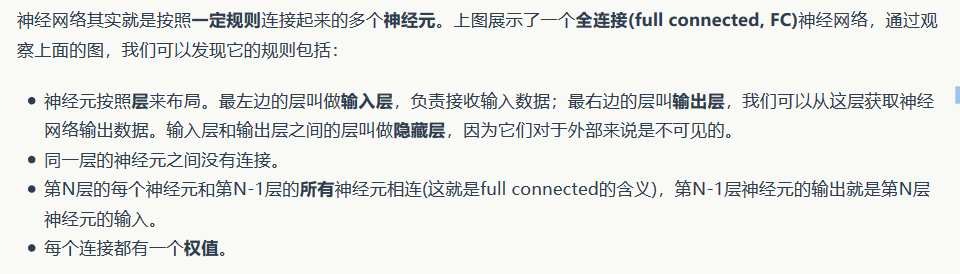 神经网络其实就是按照一定规则连接起来的多个神经元。上图展示了一个全连接(full connected, FC)神经网络，通过观
察上面的图，我们可以发现它的规则包括：
神经元按照层来布局。最左边的层叫做输入层，负责接收输入数据；最右边的层叫输出层，我们可以从这层获取神经
网络输出数据。输入层和输出层之间的层叫做隐藏层，因为它们对于外部来说是不可见的。
同一层的神经元之间没有连接。
第N层的每个神经元和第N-1层的所有神经元相连(这就是full connected的含义)，第N-1层神经元的输出就是第N层
神经元的输入。
每个连接都有一个权值。